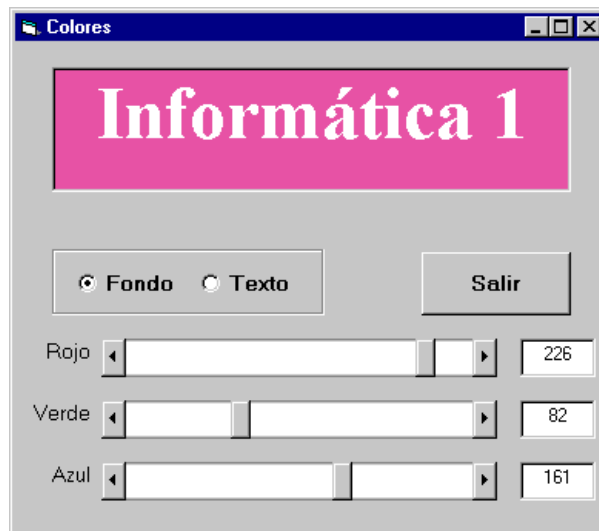 Colores
Informática 1
Fondo Texto Salir
Rojo 226
Verde 82
Azul 161